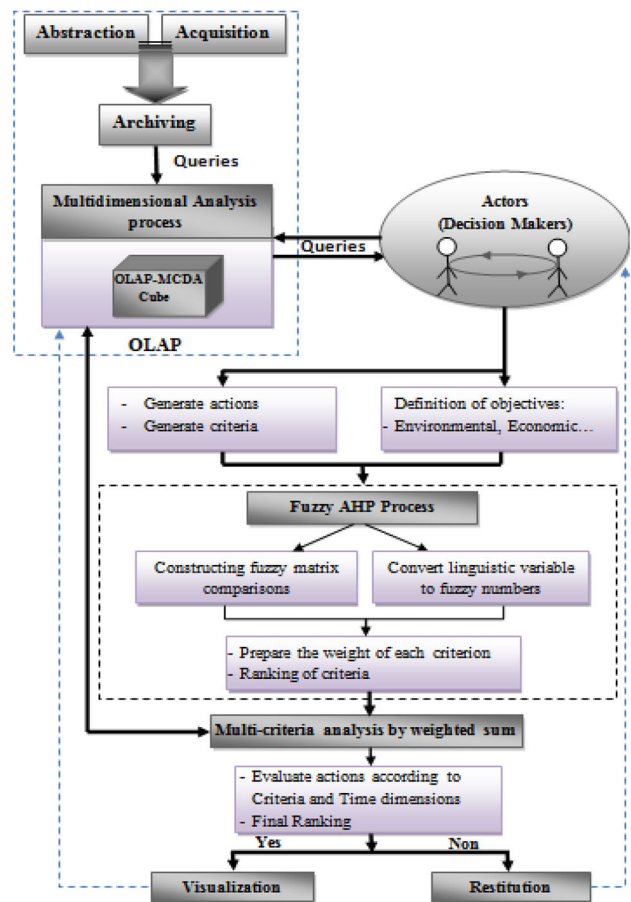 Abstraction
Acquisition
Archiving
Queries
Multidimensional Analysis
process
OLAP-MCDA
Cube
OLAP
Queries
Actors
(Decision Makers)
- Generate actions
- Generate criteria
Definition of objectives:
- Environmental, Economic...
Fuzzy AHP Process
Constructing fuzzy matrix
comparisons
Convert linguistic variable
to fuzzy numbers
- Prepare the weight of each criterion
- Ranking of criteria
Multi-criteria analysis by weighted sum
- Evaluate actions according to
Criteria and Time dimensions
- Final Ranking
Yes
Non
Visualization
Restitution